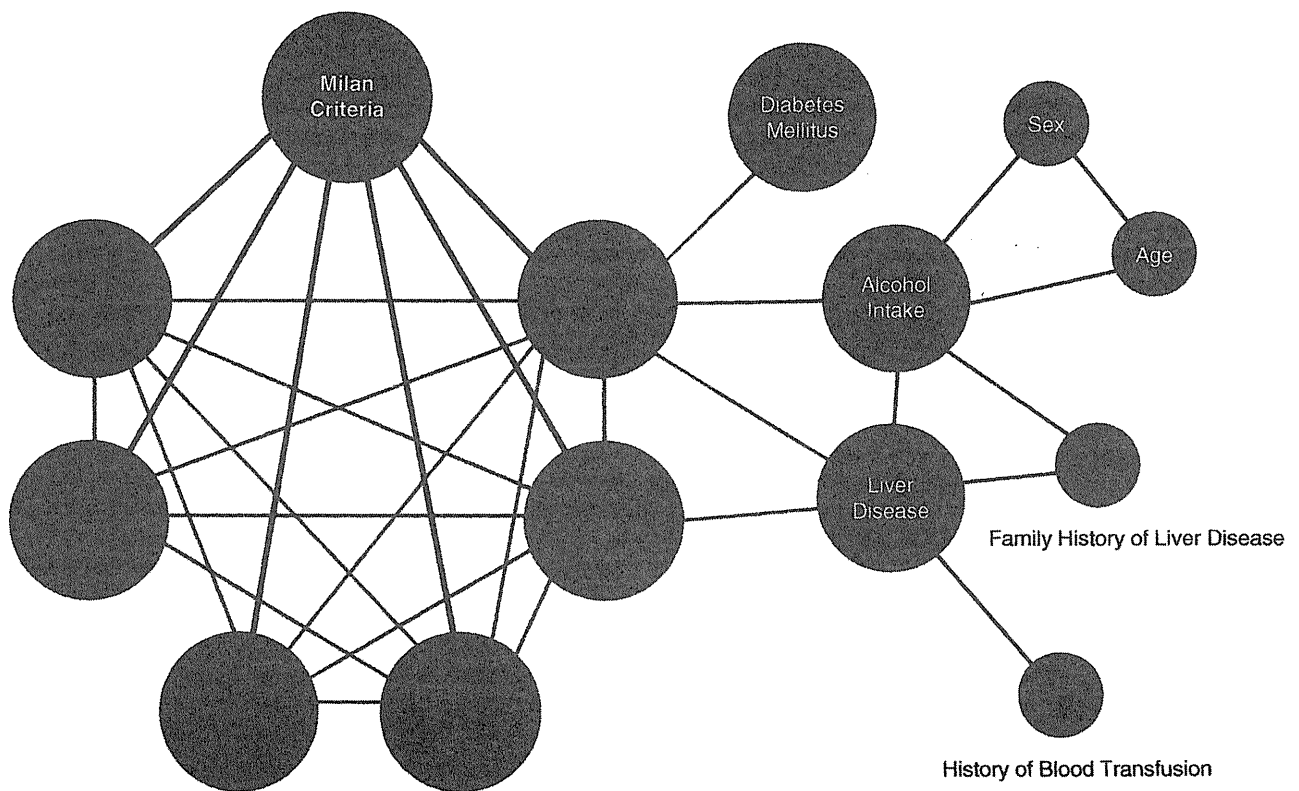 Milan
Criteria
Diabetes
Mellitus
Sex
Age
Alcohol
Intake
Liver
Disease
Family History of Liver Disease
History of Blood Transfusion